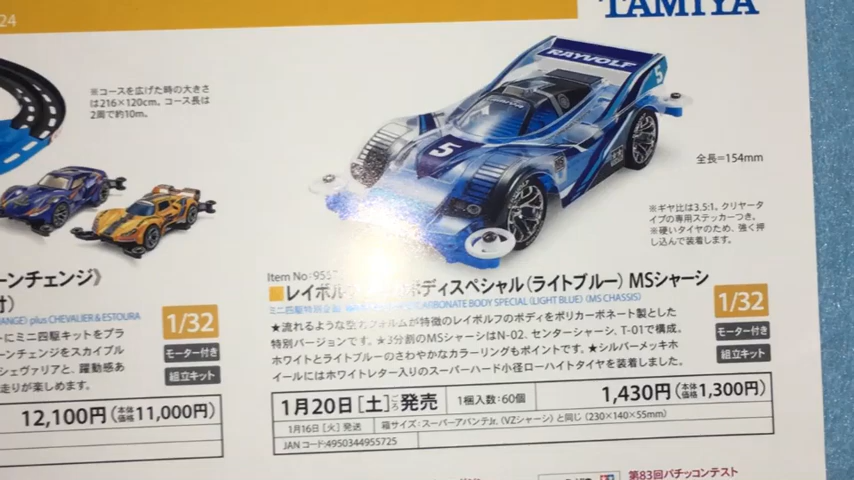 24
TAMIYA
※コースを広げた時の大きさ
は216×120cm。コース長は
2周で約10m。
RAYVOLF
5
5
全長=154mm
※ギヤ比は3.5:1。クリヤータ
イプの専用ステッカーつき。
※硬いタイヤのため、強く押
し込んで装着します。
ーンチェンジ》
付)
ANGE) plus CHEVALIER & ESTOURA
1/32
モーター付き
組立キット
ーにミニ四駆キットをプラ
ーンチェンジをスカイブル
シェヴァリアと、躍動感あ
走りが楽しめます。
12,100円(本体価格11,000円)
Item No:955
■レイボル ボディスペシャル(ライトブルー) MSシャーシ
ミニ四駆特別企画 CARBONATE BODY SPECIAL (LIGHT BLUE) (MS CHASSIS)
1/32
モーター付き
組立キット
★流れるような空力フォルムが特徴のレイボルフのボディをポリカーボネート製とした
特別バージョンです。★3分割のMSシャーシはN-02、センターシャーシ、T-01で構成。
ホワイトとライトブルーのさわやかなカラーリングもポイントです。★シルバーメッキホ
イールにはホワイトレター入りのスーパーハード小径ローハイトタイヤを装着しました。
1月20日[土]ごろ発売 1梱入数:60個 1,430円(本体価格1,300円)
1月16日[火]発送 箱サイズ:スーパーアバンテJr.(VZシャーシ)と同じ(230×140×55mm)
JANコード:4950344955725
第83回パチッコンテスト